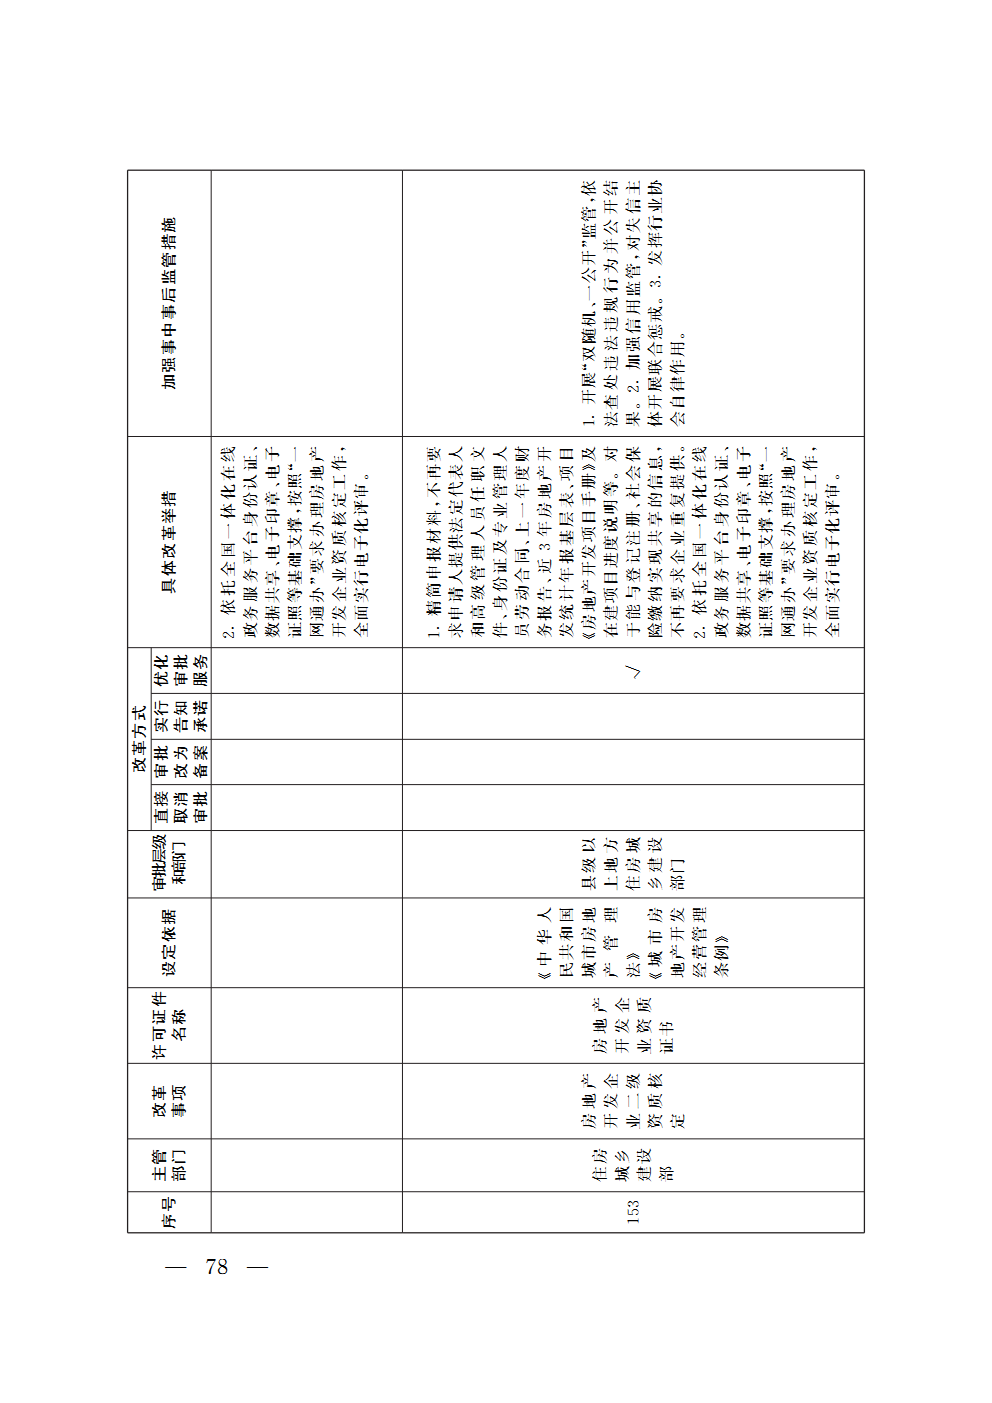 序号
主管
部门
改革
事项
许可证件
名称
设定依据
审批层级
和部门
改革方式
直接
取消
审批
审批
改为
备案
实行
告知
承诺
优化
审批
服务
具体改革举措
加强事中事后监管措施
2. 依托全国一体化在线
政务服务平台身份认证、
数据共享、电子印章、电子
证照等基础支撑,按照“一
网通办”要求办理房地产
开发企业资质核定工作,
全面实行电子化评审。
153
住房
城乡
建设
部
房地产
开发企
业二级
资质核
定
房地产
开发企
业资质
证书
《中华人
民共和国
城市房地
产管理
法》
《城市房
地产开发
经营管理
条例》
县级以
上地方
住房城
乡建设
部门
√
1. 精简申报材料,不再要
求申请人提供法定代表人
和高级管理人员任职文
件、身份证及专业管理人
员劳动合同、上一年度财
务报告、近 3 年房地产开
发统计年报基层表、项目
《房地产开发项目手册》及
在建项目进度说明等。对
于能与登记注册、社会保
险缴纳实现共享的信息,
不再要求企业重复提供。
2. 依托全国一体化在线
政务服务平台身份认证、
数据共享、电子印章、电子
证照等基础支撑,按照“一
网通办”要求办理房地产
开发企业资质核定工作,
全面实行电子化评审。
1. 开展“双随机、一公开”监管,依
法查处违法违规行为并公开结
果。2. 加强信用监管,对失信主
体开展联合惩戒。3. 发挥行业协
会自律作用。
— 78 —